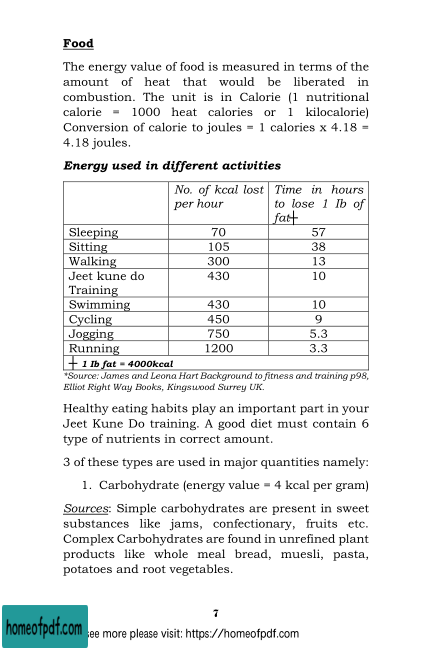 Food
The energy value of food is measured in terms of the
amount of heat that would be liberated in
combustion. The unit is in Calorie (1 nutritional
calorie = 1000 heat calories or 1 kilocalorie)
Conversion of calorie to joules = 1 calories x 4.18 =
4.18 joules.
Energy used in different activities
No. of kcal lost per hour | Time in hours to lose 1 Ib of fat┼
Sleeping 70 57
Sitting 105 38
Walking 300 13
Jeet kune do Training 430 10
Swimming 430 10
Cycling 450 9
Jogging 750 5.3
Running 1200 3.3
┼ 1 Ib fat = 4000kcal
*Source: James and Leona Hart Background to fitness and training p98,
Elliot Right Way Books, Kingswood Surrey UK.
Healthy eating habits play an important part in your
Jeet Kune Do training. A good diet must contain 6
type of nutrients in correct amount.
3 of these types are used in major quantities namely:
1. Carbohydrate (energy value = 4 kcal per gram)
Sources: Simple carbohydrates are present in sweet
substances like jams, confectionary, fruits etc.
Complex Carbohydrates are found in unrefined plant
products like whole meal bread, muesli, pasta,
potatoes and root vegetables.
7
homeofpdf.com
see more please visit: https://homeofpdf.com